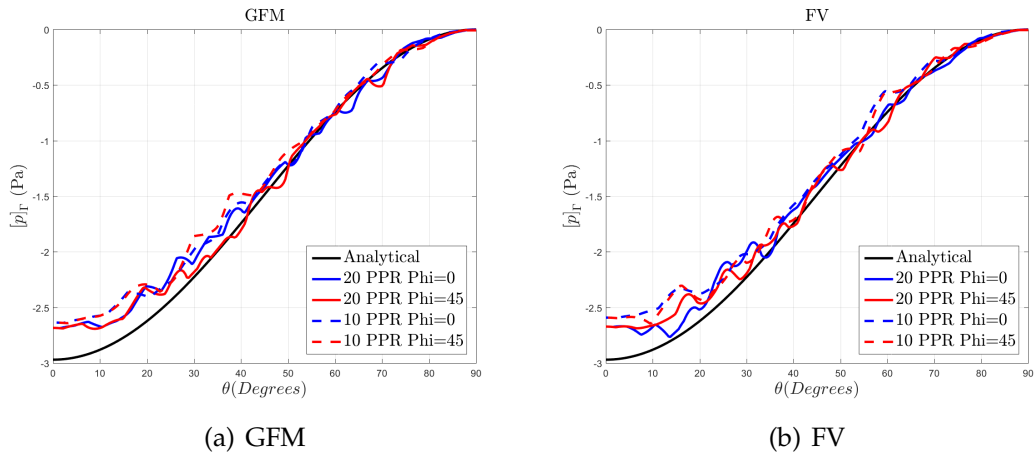 GFM
[p]Γ (Pa)
0
-0.5
-1
-1.5
-2
-2.5
-3
0 10 20 30 40 50 60 70 80 90
θ(Degrees)
Analytical
20 PPR Phi=0
20 PPR Phi=45
10 PPR Phi=0
10 PPR Phi=45
(a) GFM
FV
[p]Γ (Pa)
0
-0.5
-1
-1.5
-2
-2.5
-3
0 10 20 30 40 50 60 70 80 90
θ(Degrees)
Analytical
20 PPR Phi=0
20 PPR Phi=45
10 PPR Phi=0
10 PPR Phi=45
(b) FV